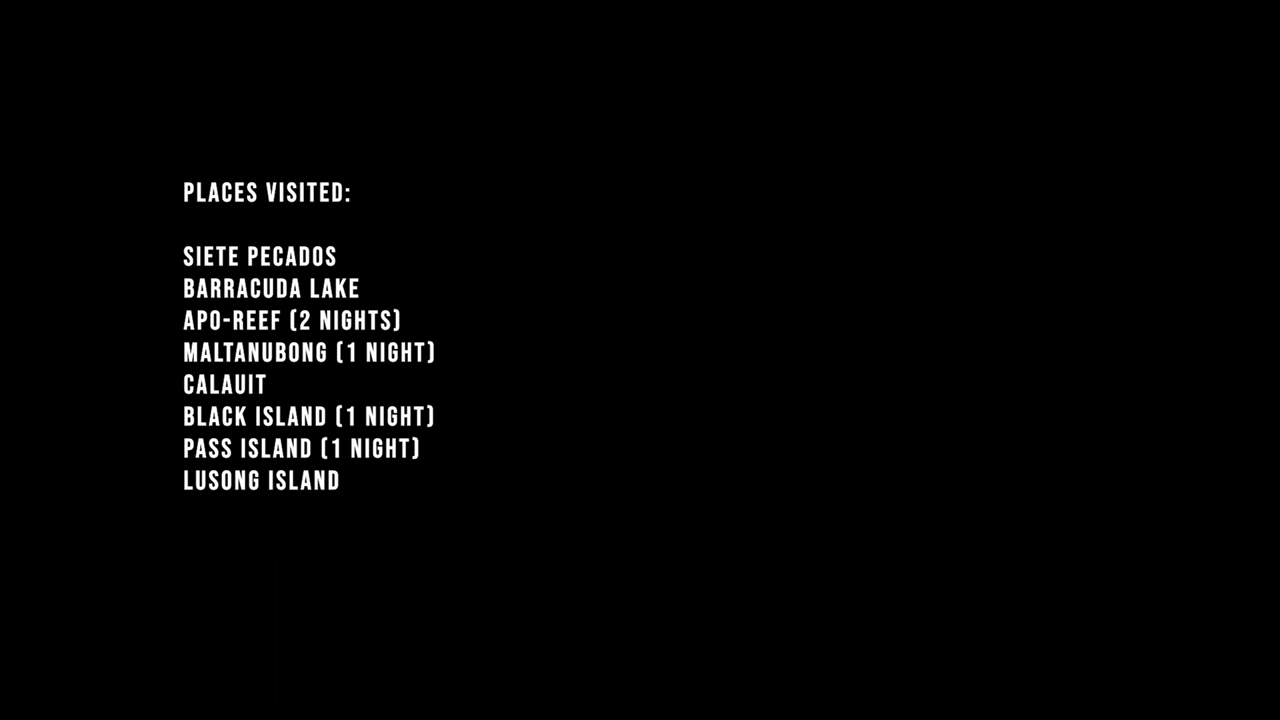 PLACES VISITED:
SIETE PECADOS
BARRACUDA LAKE
APO-REEF (2 NIGHTS)
MALTANUBONG (1 NIGHT)
CALAUIT
BLACK ISLAND (1 NIGHT)
PASS ISLAND (1 NIGHT)
LUSONG ISLAND